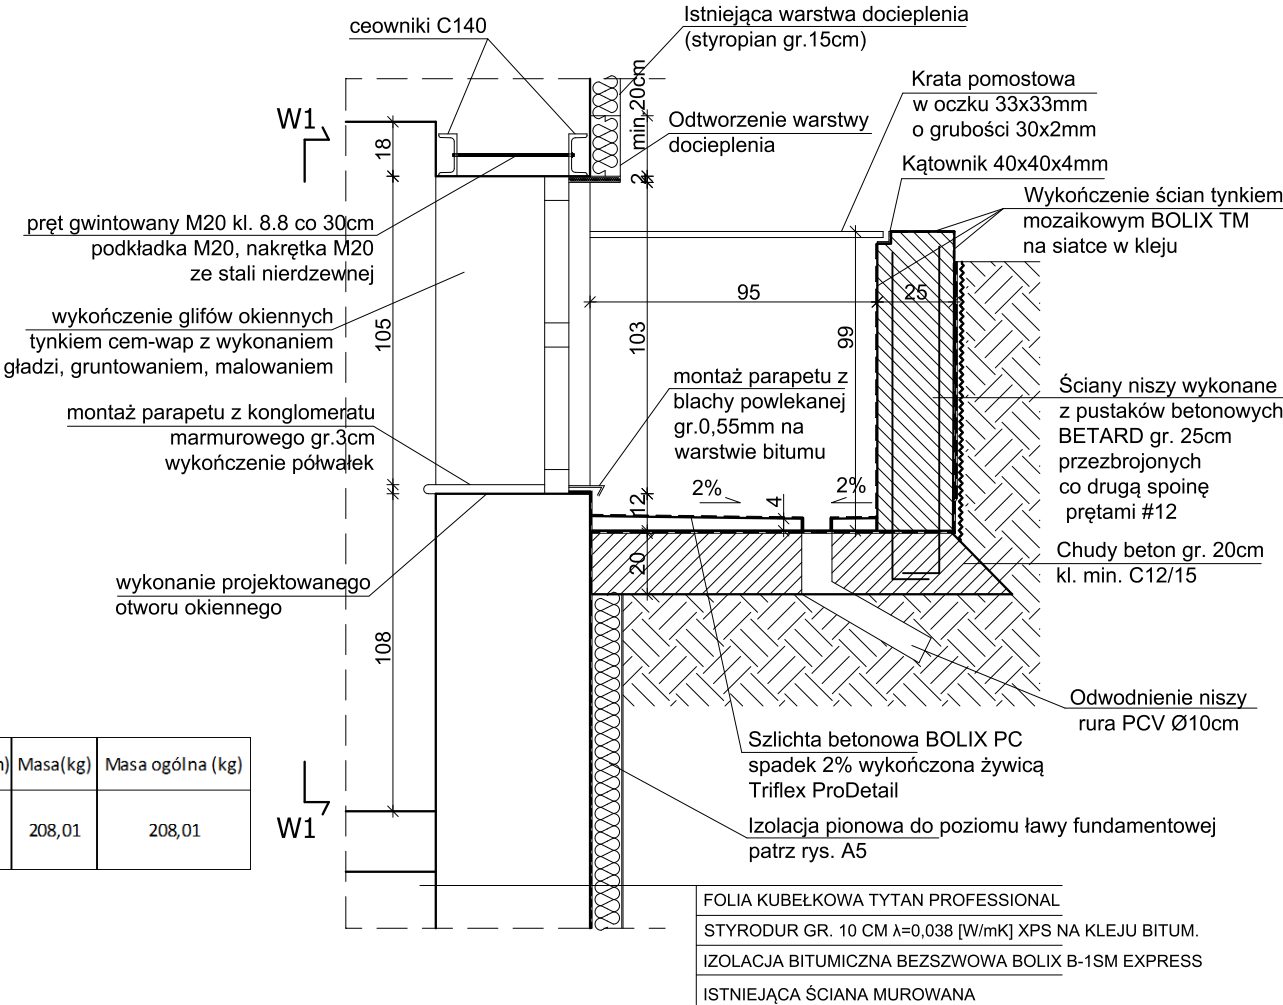 ceowniki C140
Istniejąca warstwa docieplenia
(styropian gr.15cm)
Krata pomostowa
w oczku 33x33mm
o grubości 30x2mm
min.20cm
Odtworzenie warstwy
docieplenia
W1
18
2
Kątownik 40x40x4mm
Wykończenie ścian tynkiem
mozaikowym BOLIX TM
na siatce w kleju
pręt gwintowany M20 kl. 8.8 co 30cm
podkładka M20, nakrętka M20
ze stali nierdzewnej
95
25
wykończenie glifów okiennych
tynkiem cem-wap z wykonaniem
gładzi, gruntowaniem, malowaniem
105
103
99
montaż parapetu z
blachy powlekanej
gr.0,55mm na
warstwie bitumu
Ściany niszy wykonane
z pustaków betonowych
BETARD gr. 25cm
przezbrojonych
co drugą spoinę
prętami #12
montaż parapetu z konglomeratu
marmurowego gr.3cm
wykończenie półwałek
2%
2%
12
4
20
Chudy beton gr. 20cm
kl. min. C12/15
wykonanie projektowanego
otworu okiennego
108
Odwodnienie niszy
rura PCV Ø10cm
Szlichta betonowa BOLIX PC
spadek 2% wykończona żywicą
Triflex ProDetail
) Masa(kg) Masa ogólna (kg)
208,01 208,01
W1
Izolacja pionowa do poziomu ławy fundamentowej
patrz rys. A5
FOLIA KUBEŁKOWA TYTAN PROFESSIONAL
STYRODUR GR. 10 CM λ=0,038 [W/mK] XPS NA KLEJU BITUM.
IZOLACJA BITUMICZNA BEZSZWOWA BOLIX B-1SM EXPRESS
ISTNIEJĄCA ŚCIANA MUROWANA